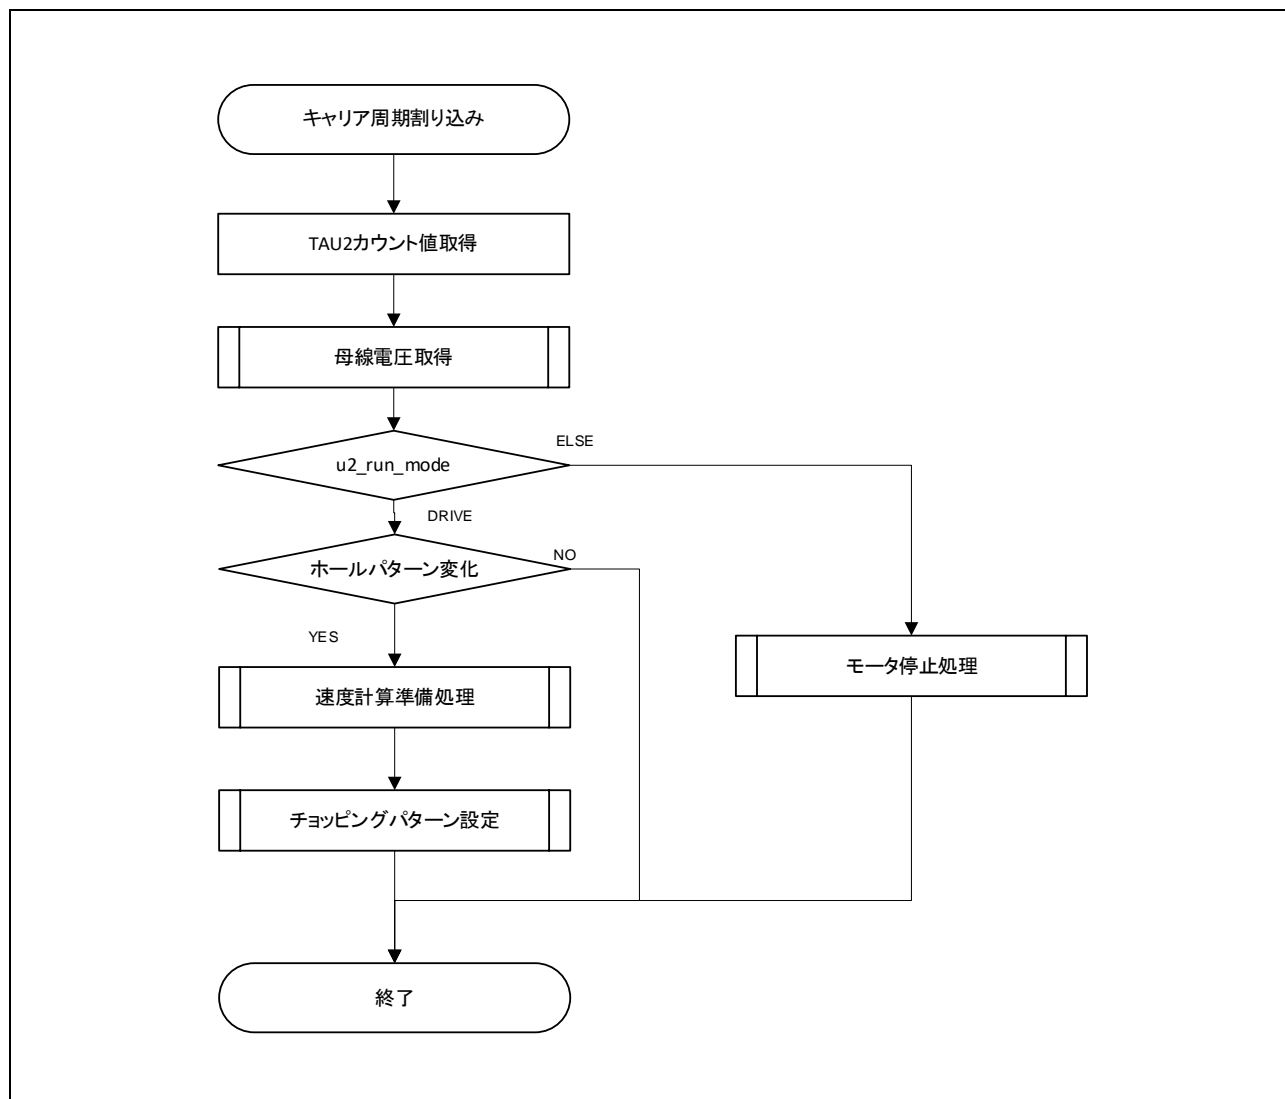 キャリア周期割り込み
TAU2カウント値取得
母線電圧取得
ELSE
u2_run_mode
DRIVE
NO
ホールパターン変化
YES
モータ停止処理
速度計算準備処理
チョッピングパターン設定
終了